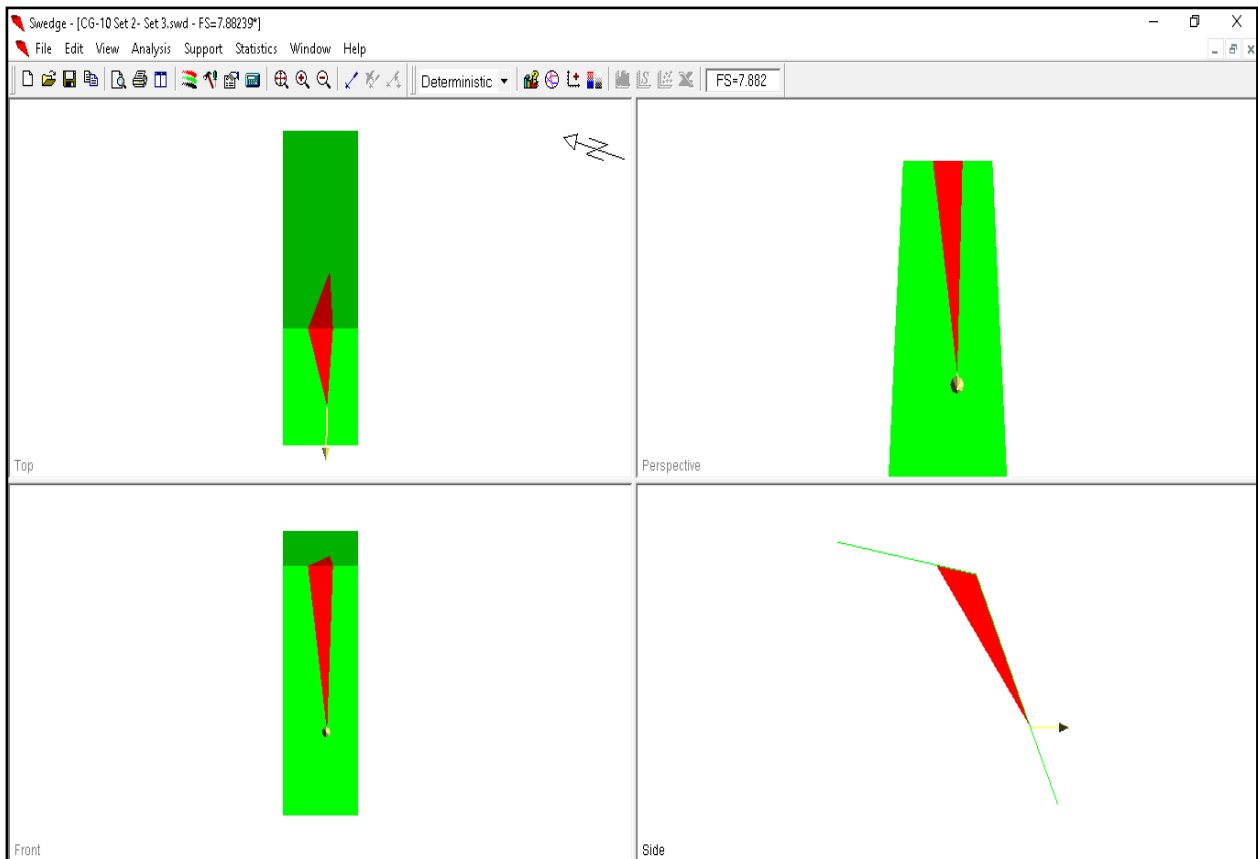 Swedge - [CG-10 Set 2- Set 3.swd - FS=7.88239*]
File Edit View Analysis Support Statistics Window Help
Deterministic FS=7.882
N
Top
Perspective
Front
Side